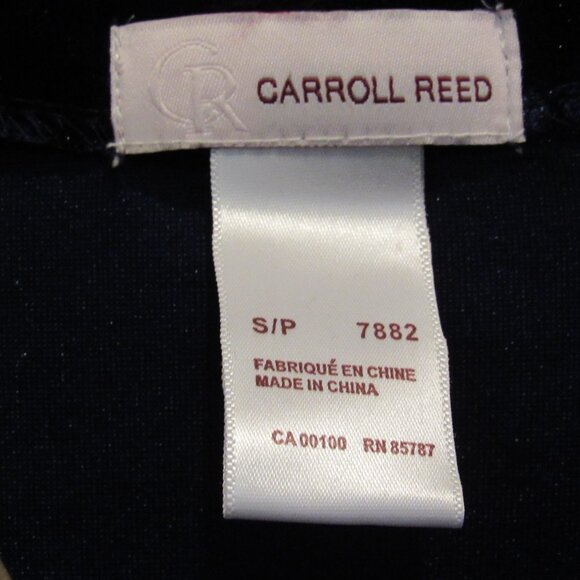 CR
CARROLL REED
S/P 7882
FABRIQUÉ EN CHINE
MADE IN CHINA
CA 00100 RN 85787